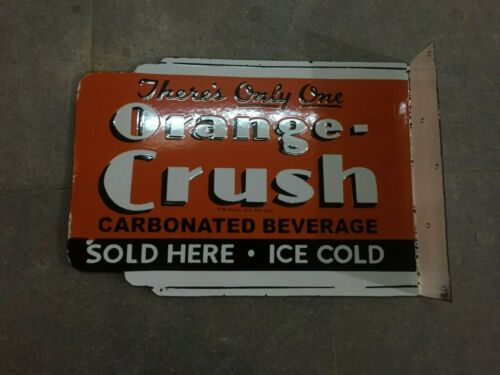 There's Only One
Orange-
Crush
CARBONATED BEVERAGE
SOLD HERE • ICE COLD